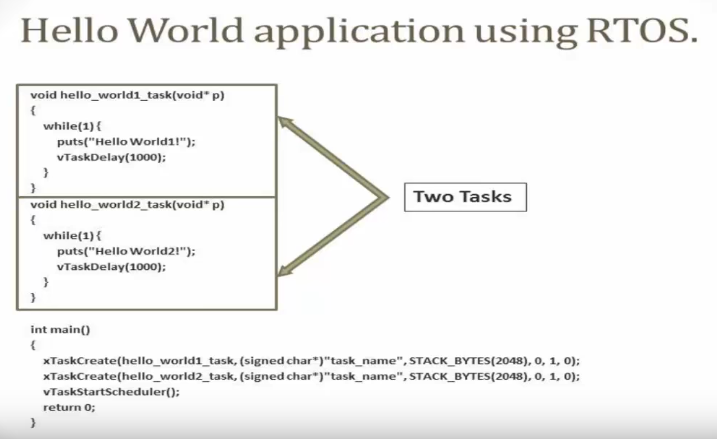 Hello World application using RTOS.
void hello_world1_task(void* p)
{
while(1){
puts("Hello World1!");
vTaskDelay(1000);
}
}
void hello_world2_task(void* p)
{
while(1){
puts("Hello World2!");
vTaskDelay(1000);
}
}
Two Tasks
int main()
{
xTaskCreate(hello_world1_task, (signed char*)"task_name", STACK_BYTES(2048), 0, 1, 0);
xTaskCreate(hello_world2_task, (signed char*)"task_name", STACK_BYTES(2048), 0, 1, 0);
vTaskStartScheduler();
return 0;
}